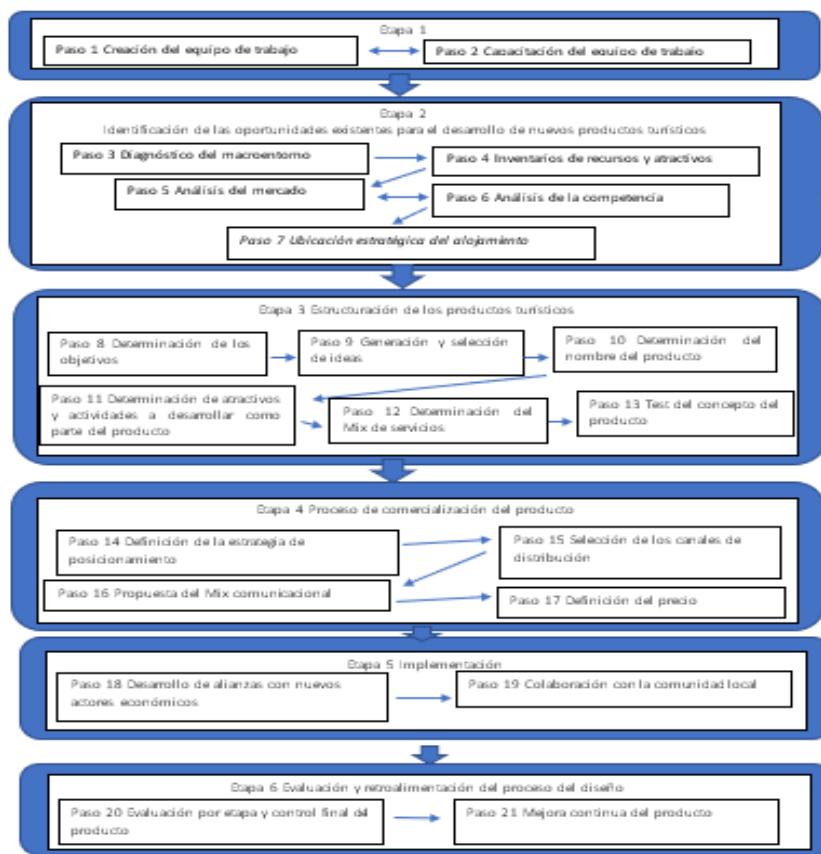 Etapa 1
Paso 1 Creación del equipo de trabajo
Paso 2 Capacitación del equipo de trabajo
Etapa 2
Identificación de las oportunidades existentes para el desarrollo de nuevos productos turísticos
Paso 3 Diagnóstico del macroentorno
Paso 4 Inventarios de recursos y atractivos
Paso 5 Análisis del mercado
Paso 6 Análisis de la competencia
Paso 7 Ubicación estratégica del alojamiento
Etapa 3 Estructuración de los productos turísticos
Paso 8 Determinación de los
objetivos
Paso 9 Generación y selección
de ideas
Paso 10 Determinación del
nombre del producto
Paso 11 Determinación de atractivos
y actividades a desarrollar como
parte del producto
Paso 12 Determinación del
Mix de servicios
Paso 13 Test del concepto del
producto
Etapa 4 Proceso de comercialización del producto
Paso 14 Definición de la estrategia de
posicionamiento
Paso 15 Selección de los canales de
distribución
Paso 16 Propuesta del Mix comunicacional
Paso 17 Definición del precio
Etapa 5 Implementación
Paso 18 Desarrollo de alianzas con nuevos
actores económicos
Paso 19 Colaboración con la comunidad local
Etapa 6 Evaluación y retroalimentación del proceso del diseño
Paso 20 Evaluación por etapa y control final del
producto
Paso 21 Mejora continua del producto